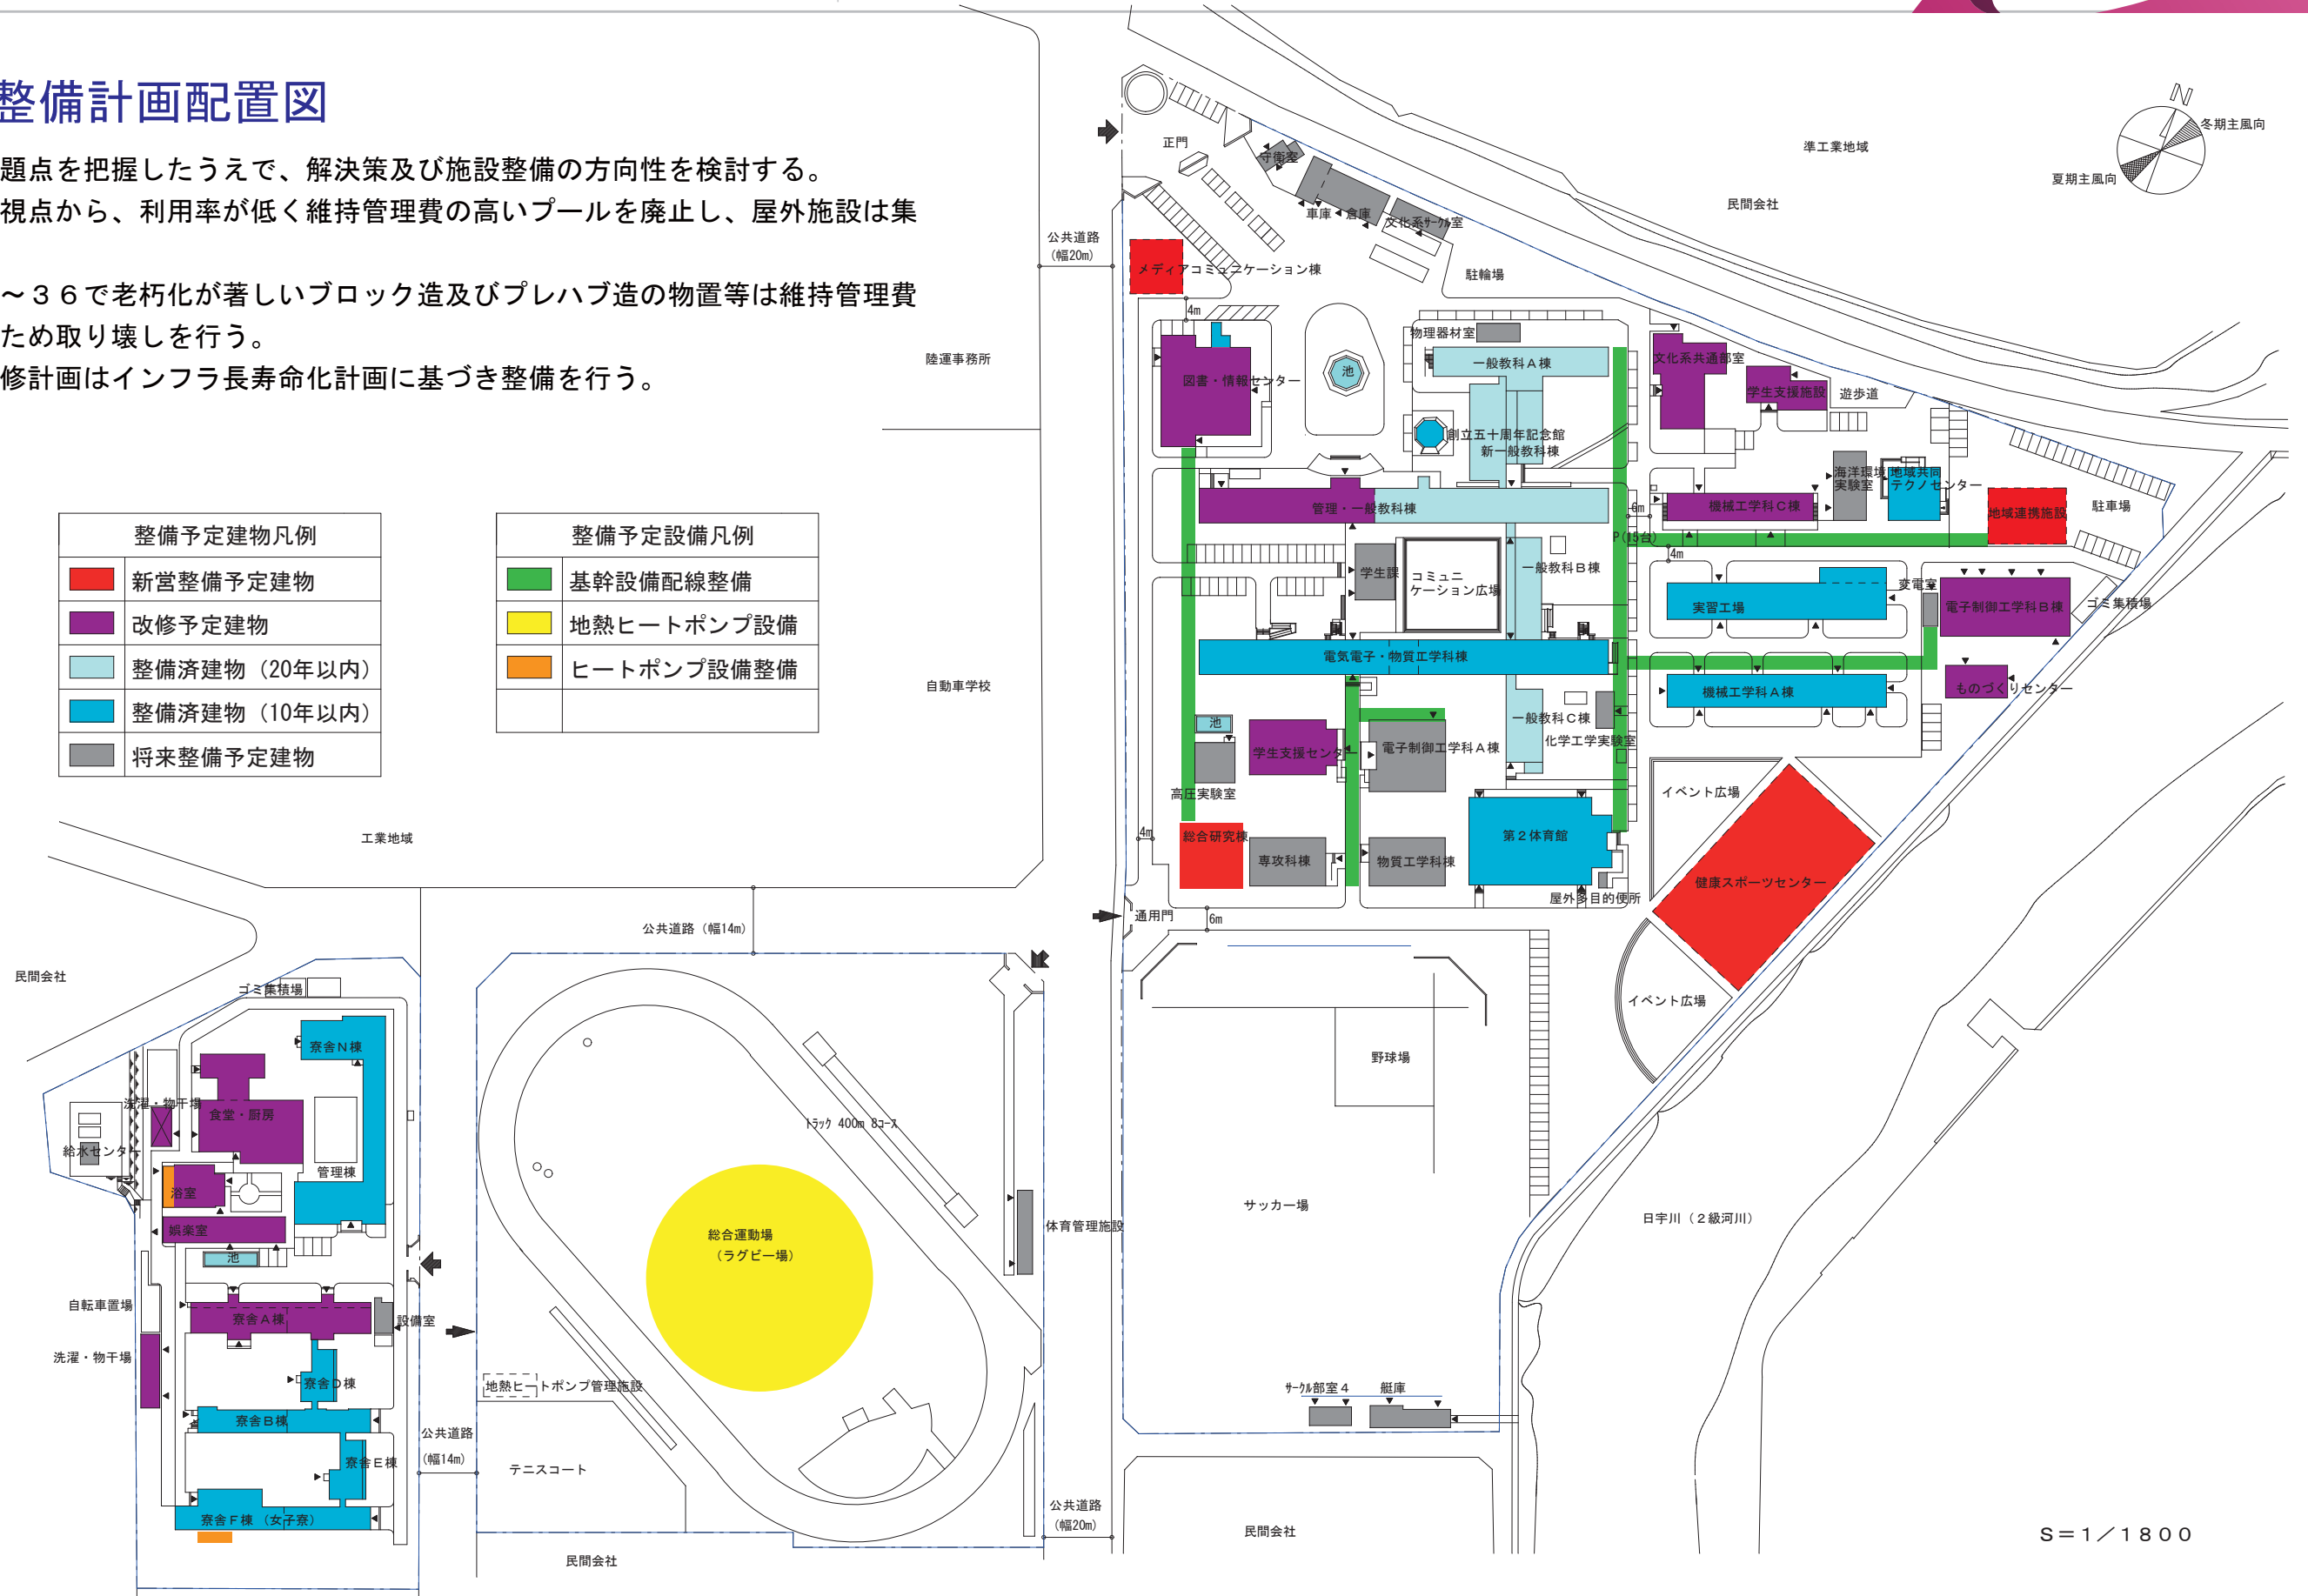 整備計画配置図
題点を把握したうえで、解決策及び施設整備の方向性を検討する。
視点から、利用率が低く維持管理費の高いプールを廃止し、屋外施設は集
～３６で老朽化が著しいブロック造及びプレハブ造の物置等は維持管理費
ため取り壊しを行う。
修計画はインフラ長寿命化計画に基づき整備を行う。
整備予定建物凡例
新営整備予定建物
改修予定建物
整備済建物（20年以内）
整備済建物（10年以内）
将来整備予定建物
整備予定設備凡例
基幹設備配線整備
地熱ヒートポンプ設備
ヒートポンプ設備整備
N
冬期主風向
夏期主風向
準工業地域
民間会社
正門
守衛室
車庫
倉庫
文化系サークル室
駐輪場
公共道路
（幅20m）
メディアコミュニケーション棟
4m
陸運事務所
自動車学校
図書・情報センター
池
物理器材室
一般教科Ａ棟
創立五十周年記念館
新一般教科棟
文化系共通部室
学生支援施設
遊歩道
管理・一般教科棟
6m
P(15台)
機械工学科Ｃ棟
海洋環境
実験室
地域共同
テクノセンター
地域連携施設
駐車場
4m
学生課
コミュニ
ケーション広場
一般教科Ｂ棟
実習工場
変電室
電子制御工学科Ｂ棟
ゴミ集積場
電気電子・物質工学科棟
機械工学科Ａ棟
ものづくりセンター
池
学生支援センター
電子制御工学科Ａ棟
一般教科Ｃ棟
化学工学実験室
高圧実験室
4m
総合研究棟
専攻科棟
物質工学科棟
第２体育館
屋外多目的便所
イベント広場
健康スポーツセンター
イベント広場
通用門
6m
工業地域
公共道路（幅14m）
民間会社
ゴミ集積場
寮舎Ｎ棟
洗濯・物干場
食堂・厨房
給水センター
管理棟
浴室
娯楽室
池
自転車置場
寮舎Ａ棟
設備室
洗濯・物干場
寮舎Ｄ棟
寮舎Ｂ棟
寮舎Ｅ棟
寮舎Ｆ棟（女子寮）
公共道路
（幅14m）
トラック 400m 8コース
総合運動場
（ラグビー場）
体育管理施設
地熱ヒートポンプ管理施設
テニスコート
民間会社
公共道路
（幅20m）
野球場
サッカー場
日宇川（２級河川）
サークル部室４
艇庫
民間会社
Ｓ＝１／１８００